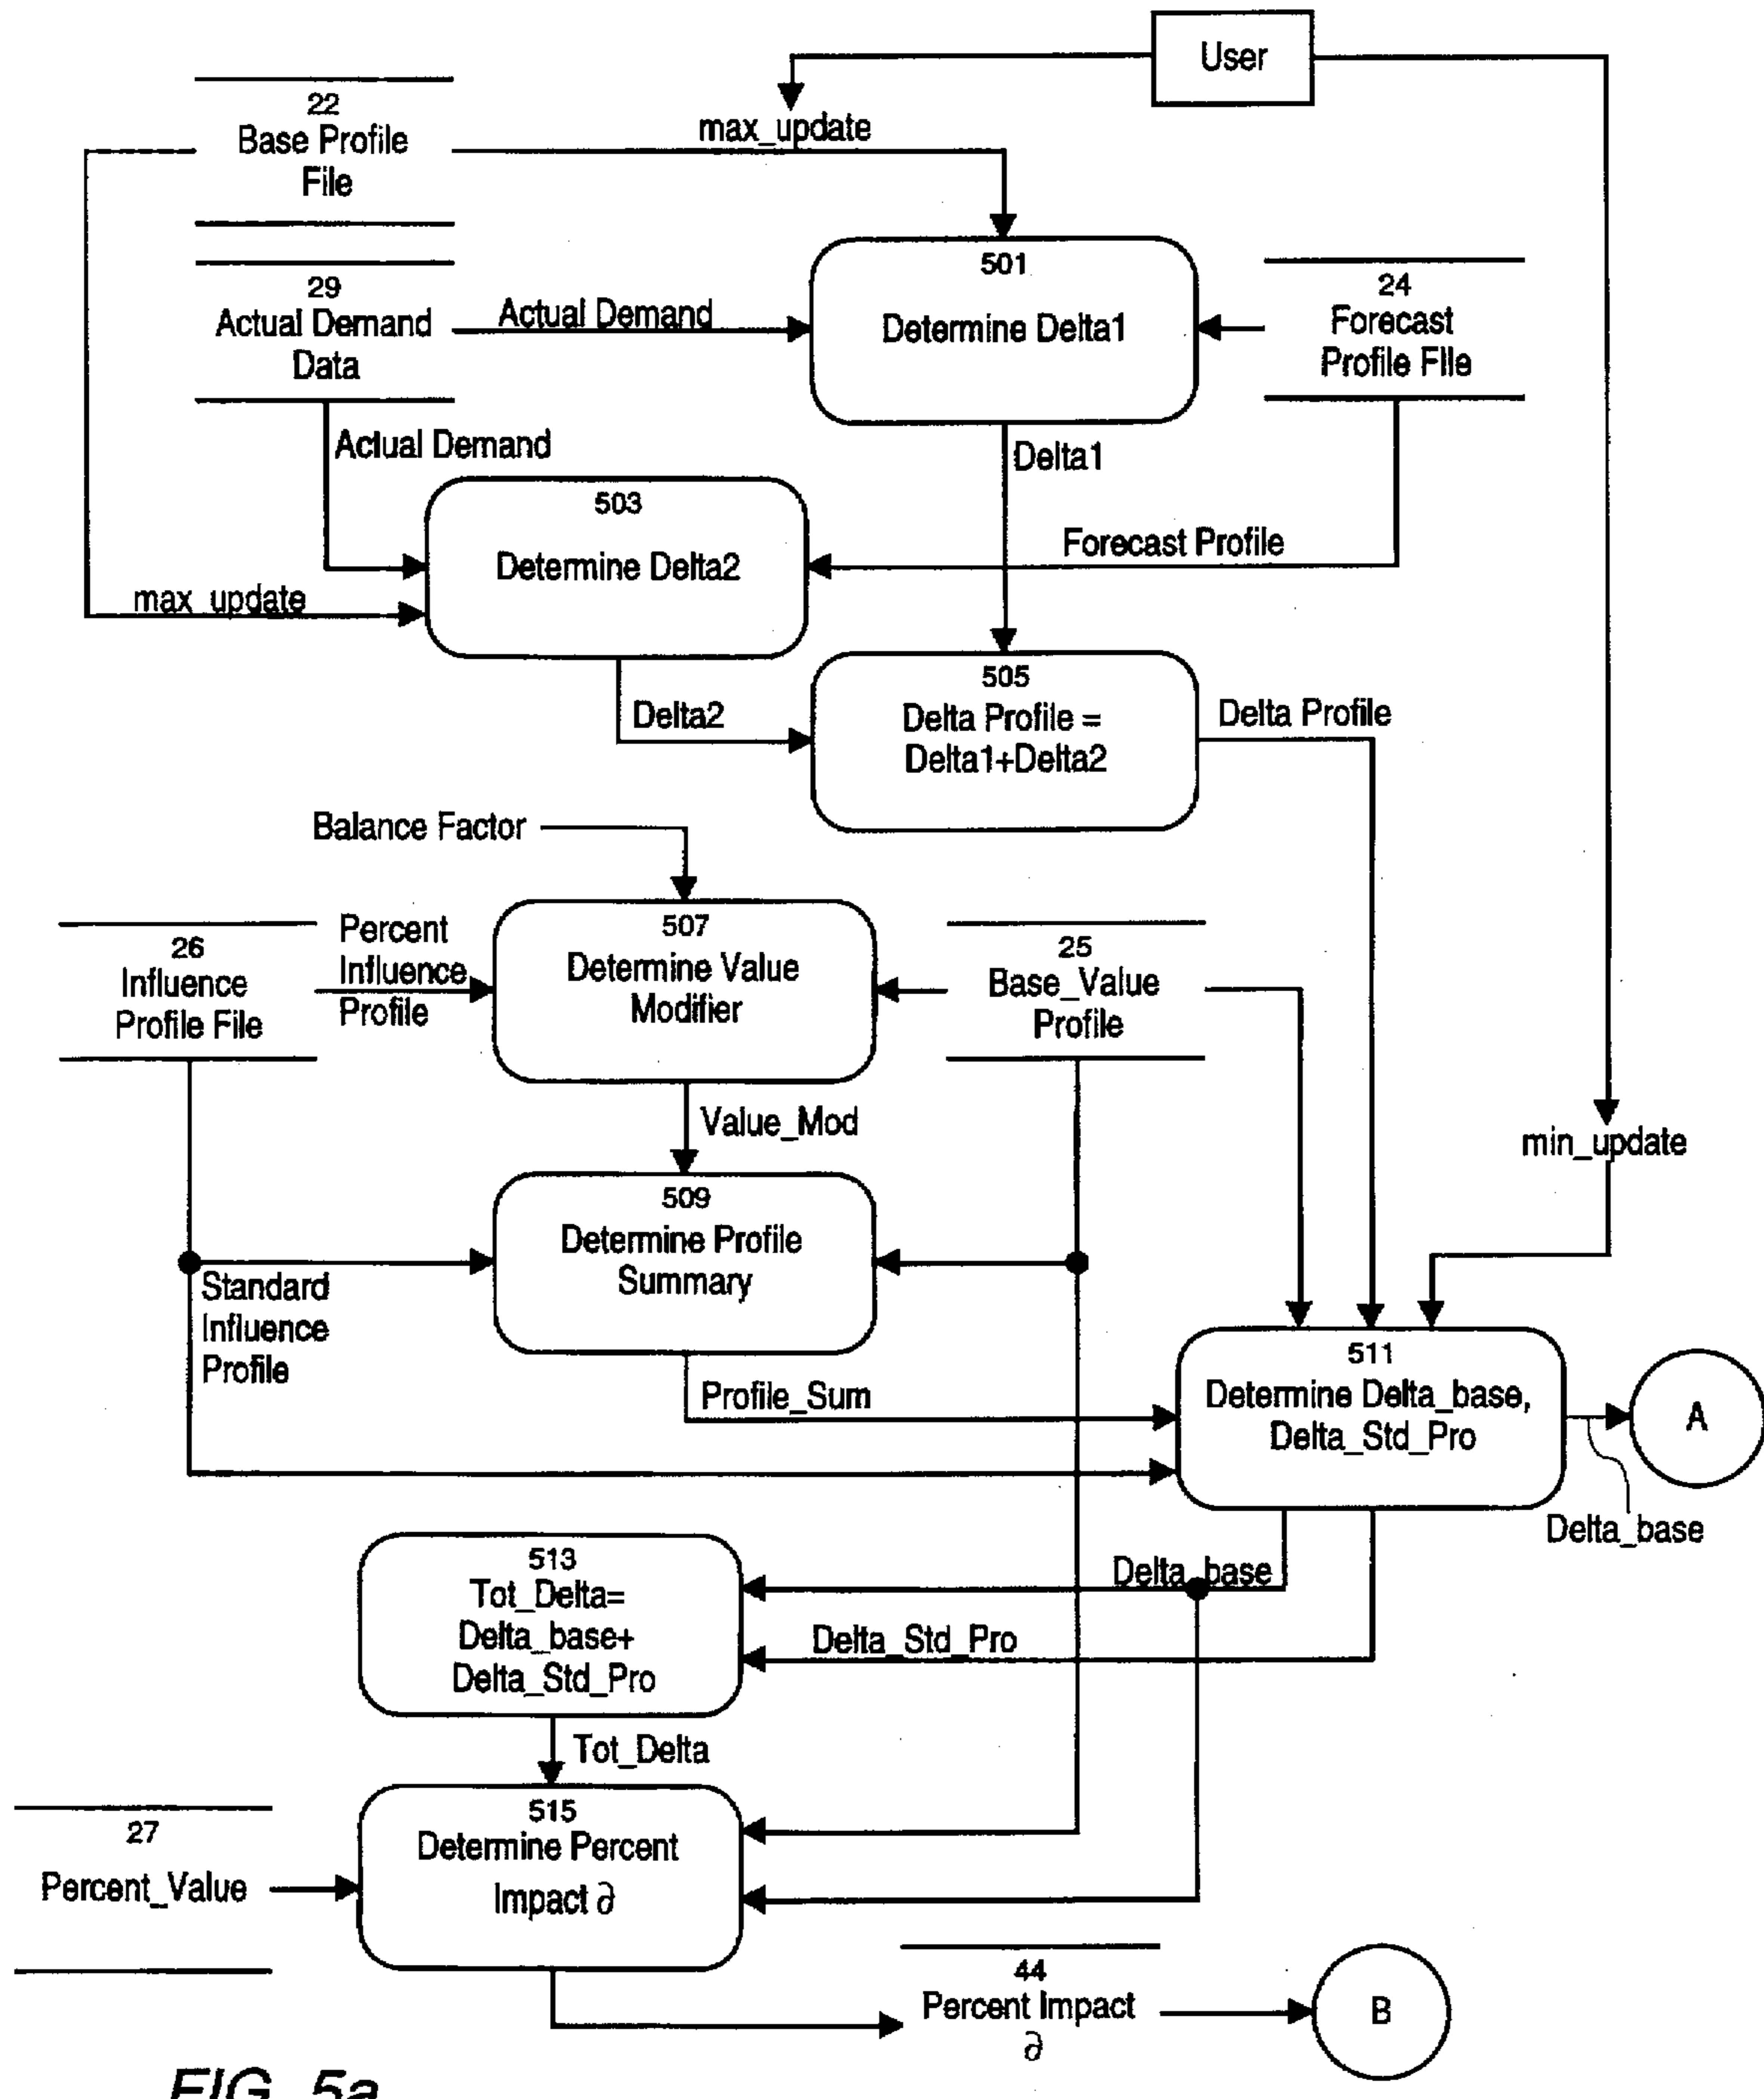 User
22
Base Profile
File
max_update
29
Actual Demand
Data
Actual Demand
501
Determine Delta1
24
Forecast
Profile File
Actual Demand
Delta1
503
Determine Delta2
Forecast Profile
max_update
505
Delta Profile =
Delta1+Delta2
Delta2
Delta Profile
Balance Factor
26
Influence
Profile File
Percent
Influence
Profile
507
Determine Value
Modifier
25
Base_Value
Profile
Value_Mod
min_update
509
Determine Profile
Summary
Standard
Influence
Profile
Profile_Sum
511
Determine Delta_base,
Delta_Std_Pro
A
Delta_base
513
Tot_Delta=
Delta_base+
Delta_Std_Pro
Delta_base
Delta_Std_Pro
Tot_Delta
27
Percent_Value
515
Determine Percent
Impact ∂
44
Percent Impact
∂
B
FIG. 5a